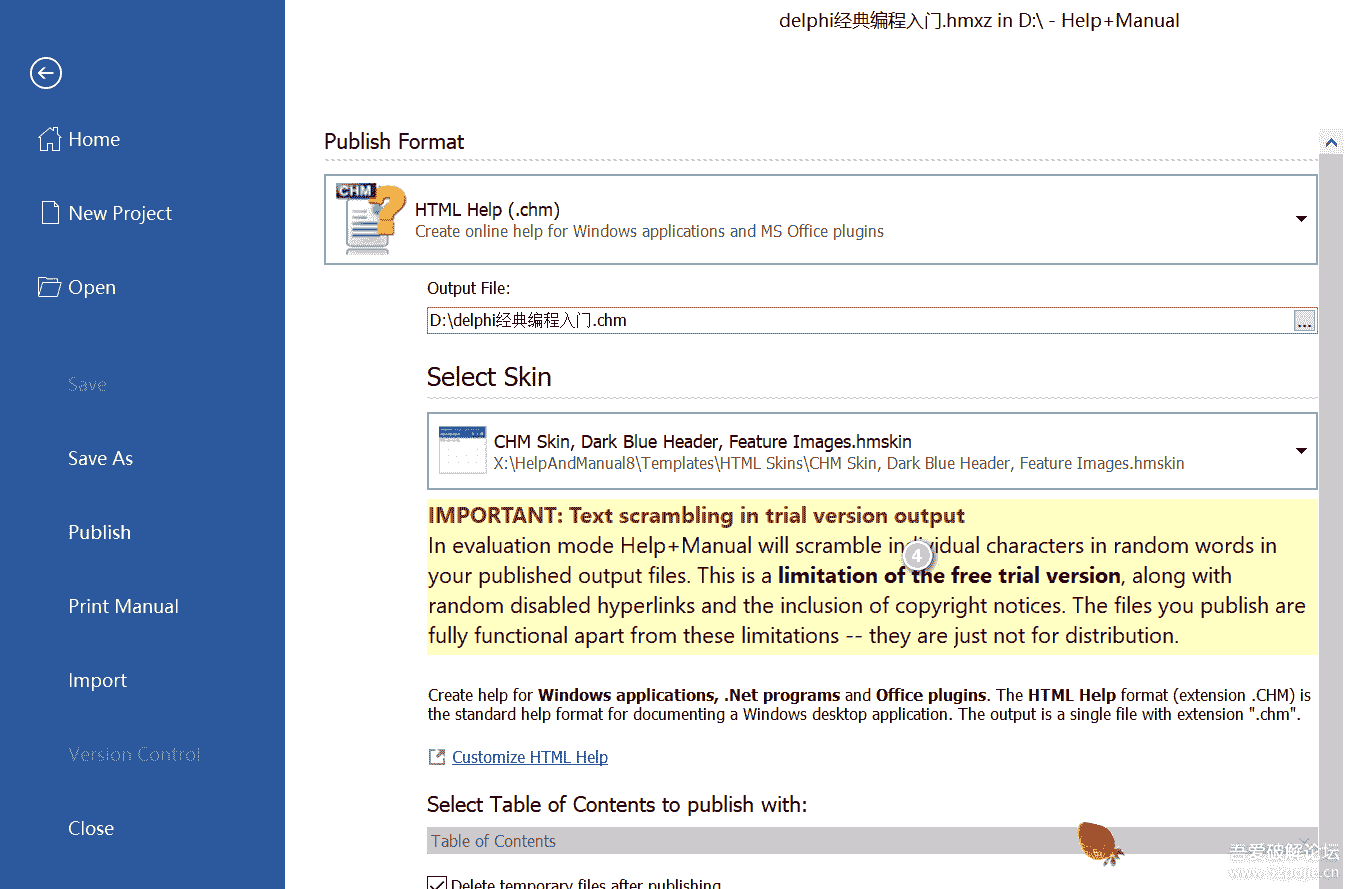 delphi经典编程入门.hmxz in D:\ - Help+Manual
Home
New Project
Open
Save
Save As
Publish
Print Manual
Import
Version Control
Close
Publish Format
CHM
HTML Help (.chm)
Create online help for Windows applications and MS Office plugins
Output File:
D:\delphi经典编程入门.chm
...
Select Skin
CHM Skin, Dark Blue Header, Feature Images.hmskin
X:\HelpAndManual8\Templates\HTML Skins\CHM Skin, Dark Blue Header, Feature Images.hmskin
IMPORTANT: Text scrambling in trial version output
In evaluation mode Help+Manual will scramble individual characters in random words in
your published output files. This is a limitation of the free trial version, along with
random disabled hyperlinks and the inclusion of copyright notices. The files you publish are
fully functional apart from these limitations -- they are just not for distribution.
4
Create help for Windows applications, .Net programs and Office plugins. The HTML Help format (extension .CHM) is
the standard help format for documenting a Windows desktop application. The output is a single file with extension ".chm".
Customize HTML Help
Select Table of Contents to publish with:
Table of Contents
Delete temporary files after publishing
吾爱破解论坛
www.52pojie.cn